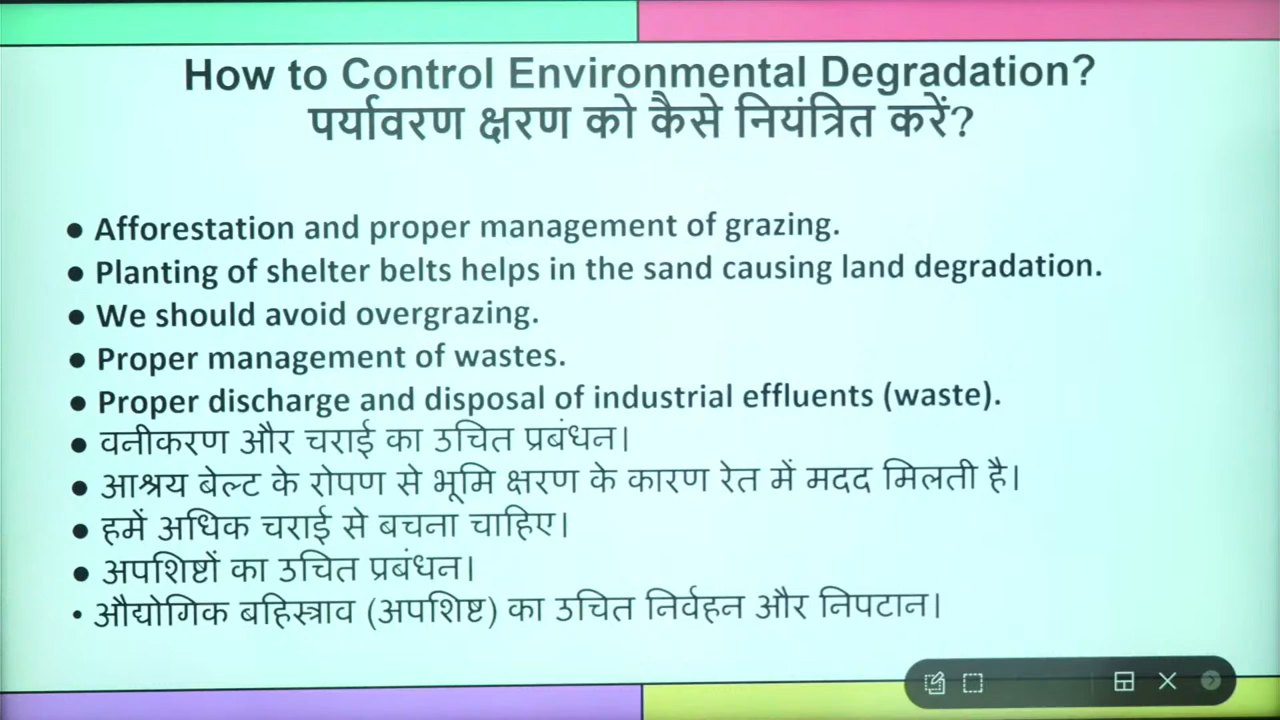 How to Control Environmental Degradation?
पर्यावरण क्षरण को कैसे नियंत्रित करें?
● Afforestation and proper management of grazing.
● Planting of shelter belts helps in the sand causing land degradation.
● We should avoid overgrazing.
● Proper management of wastes.
● Proper discharge and disposal of industrial effluents (waste).
● वनीकरण और चराई का उचित प्रबंधन।
● आश्रय बेल्ट के रोपण से भूमि क्षरण के कारण रेत में मदद मिलती है।
● हमें अधिक चराई से बचना चाहिए।
● अपशिष्टों का उचित प्रबंधन।
• औद्योगिक बहिस्त्राव (अपशिष्ट) का उचित निर्वहन और निपटान।